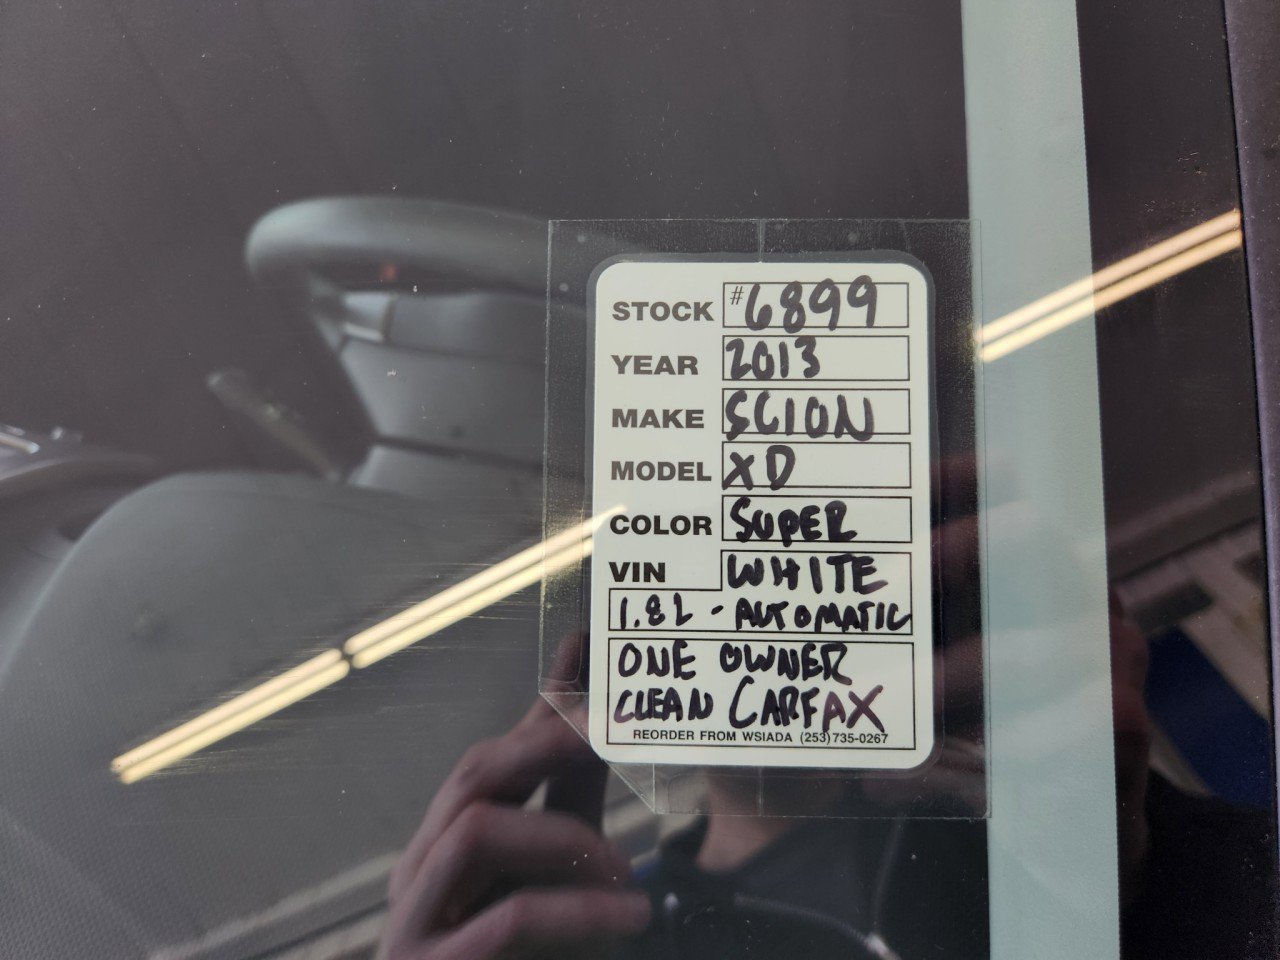 STOCK #6899
YEAR 2013
MAKE SCION
MODEL XD
COLOR SUPER
VIN WHITE
1.8L - AUTOMATIC
ONE OWNER
CLEAN CARFAX
REORDER FROM WSIADA (253)735-0267